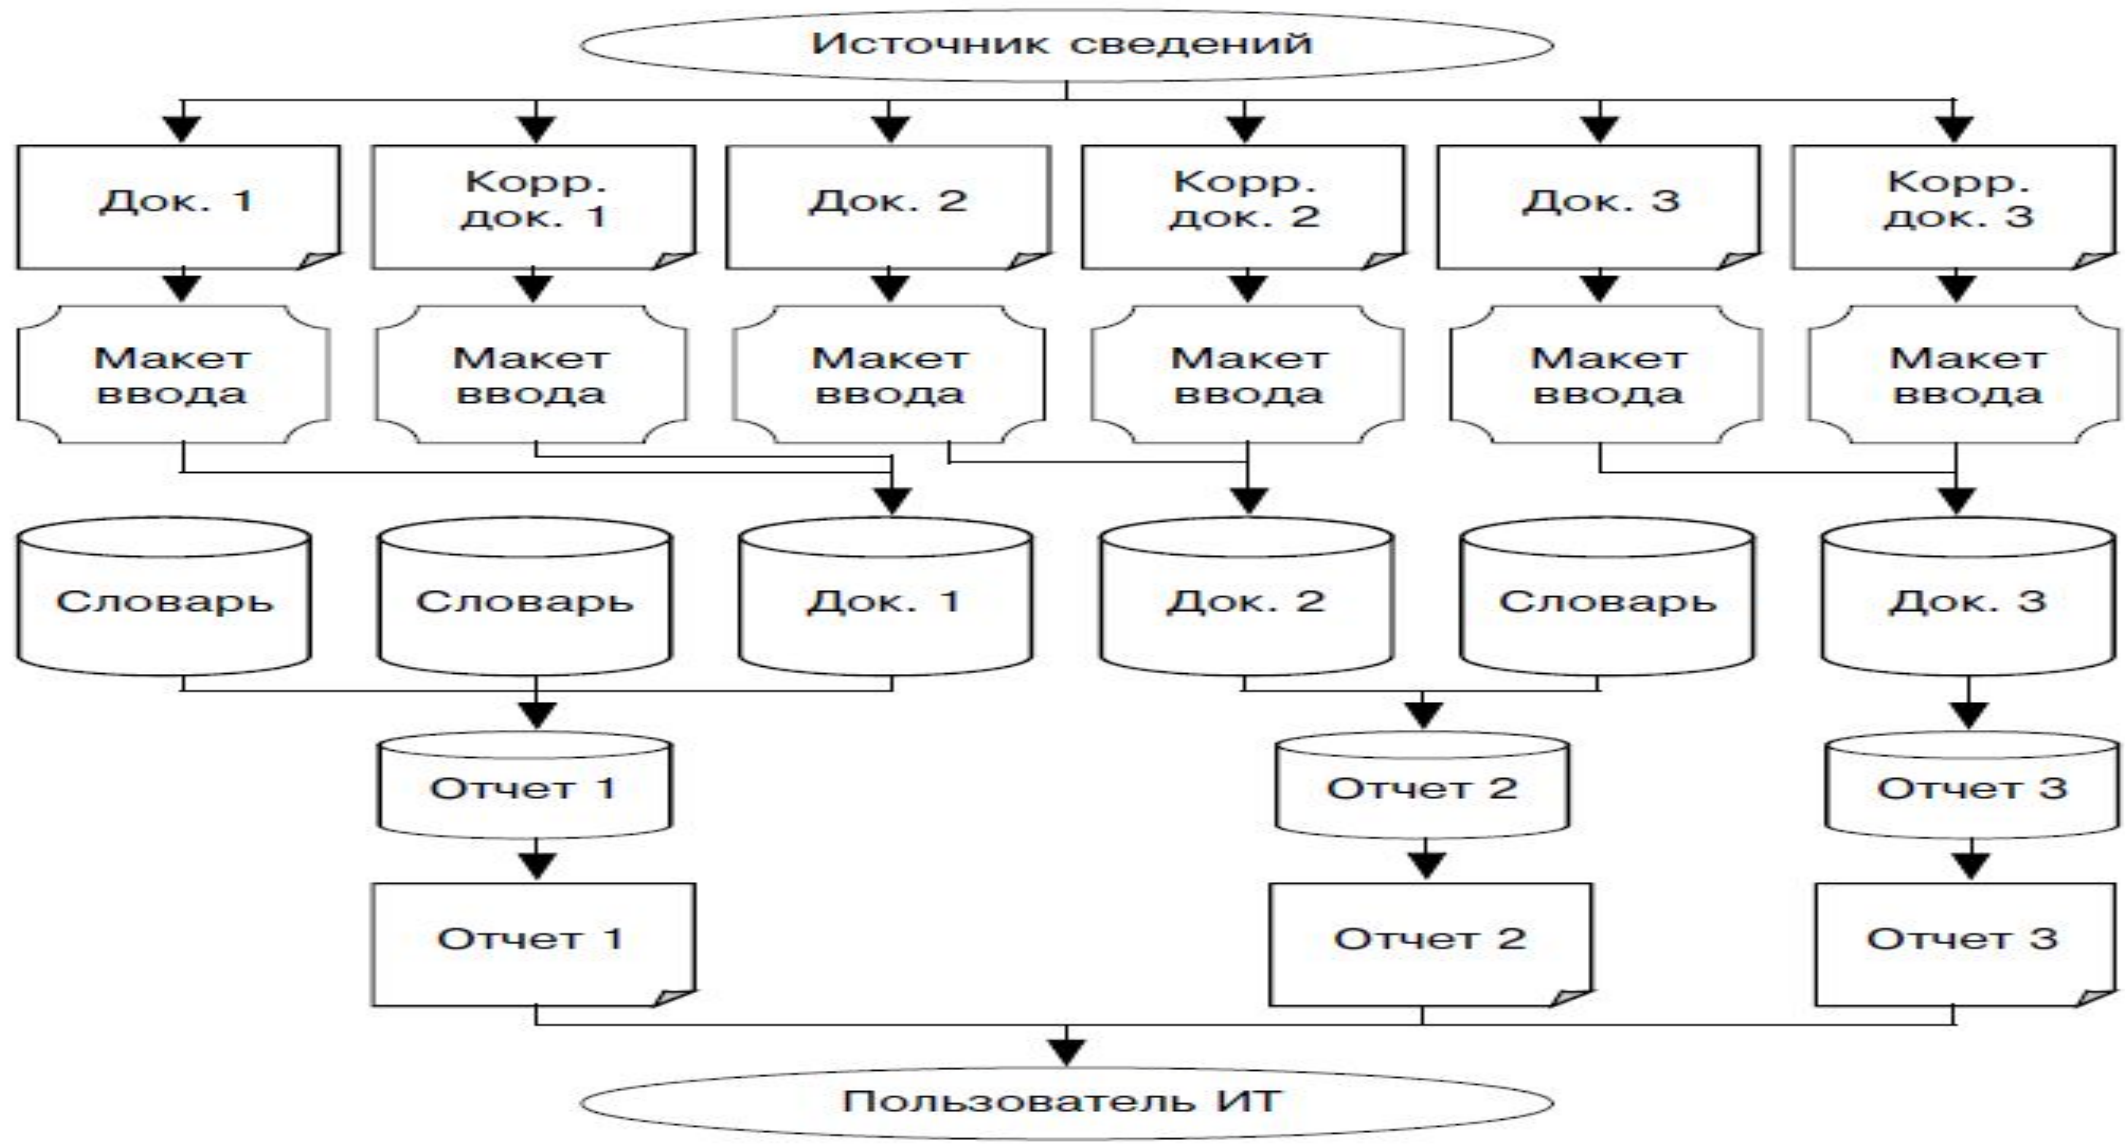 Источник сведений
Док. 1
Корр.
док. 1
Док. 2
Корр.
док. 2
Док. 3
Корр.
док. 3
Макет
ввода
Макет
ввода
Макет
ввода
Макет
ввода
Макет
ввода
Макет
ввода
Словарь
Словарь
Док. 1
Док. 2
Словарь
Док. 3
Отчет 1
Отчет 2
Отчет 3
Отчет 1
Отчет 2
Отчет 3
Пользователь ИТ